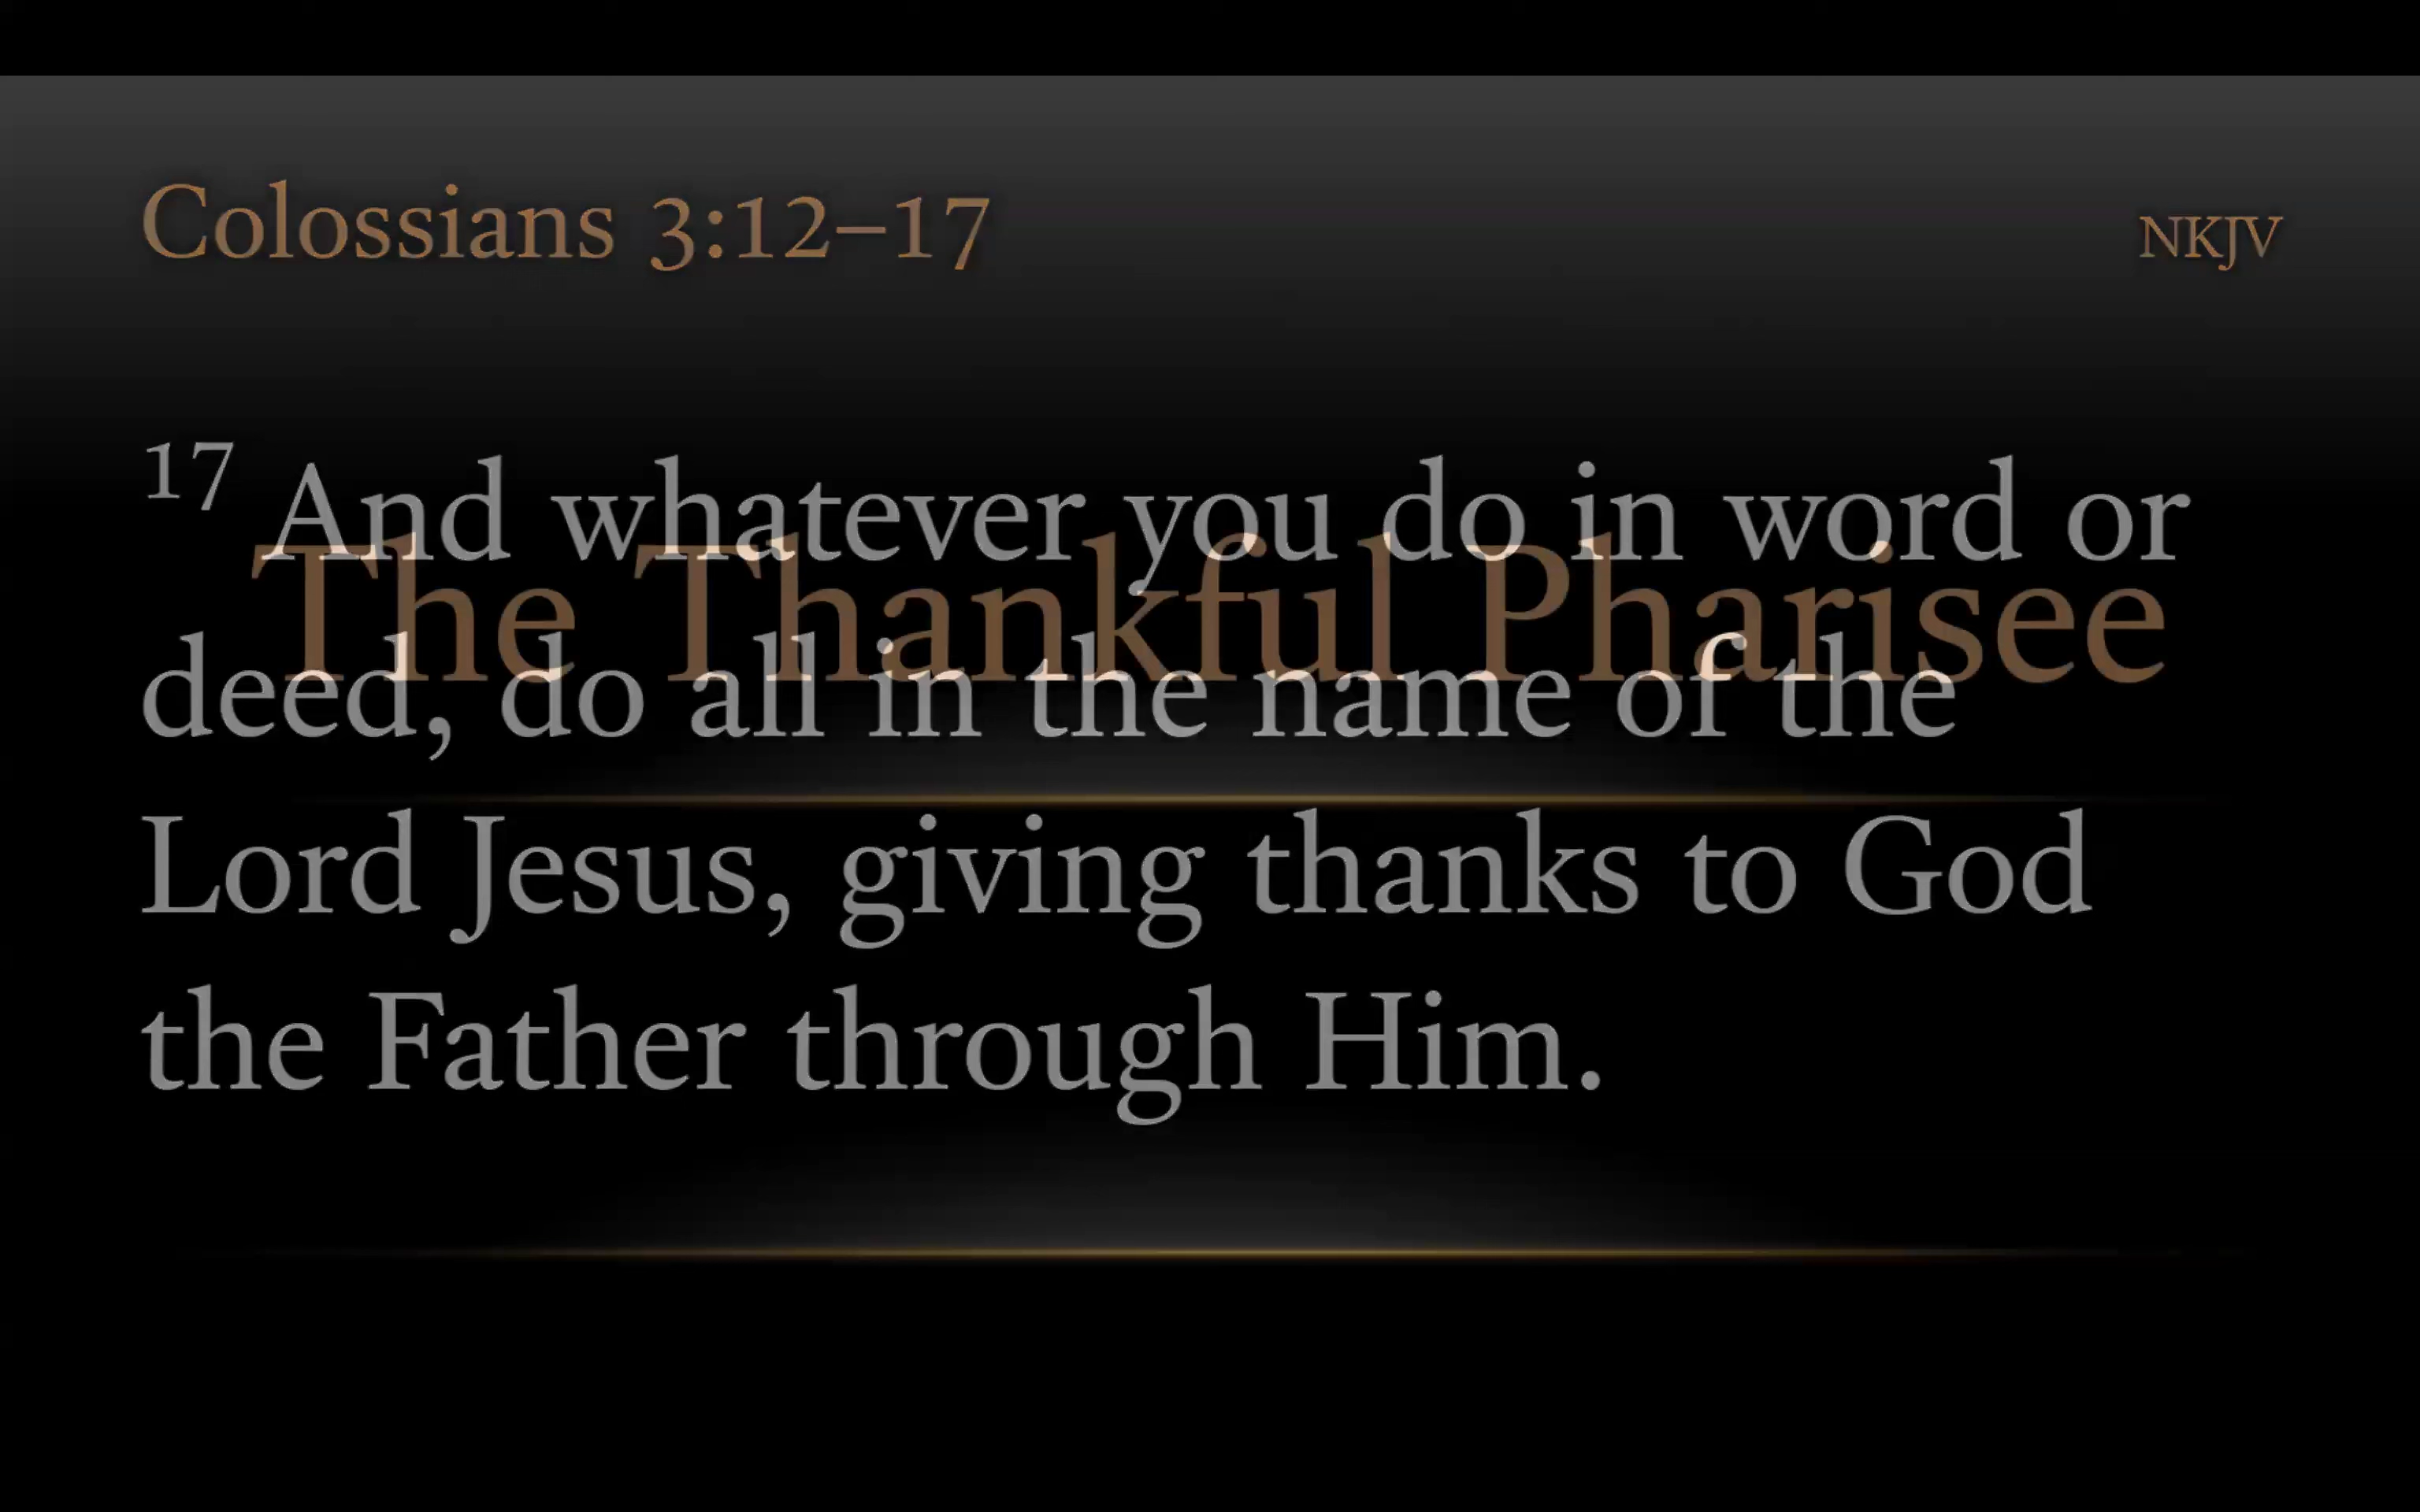 Colossians 3:12–17
NKJV
17 And whatever you do in word or
The Thankful Pharisee
deed, do all in the name of the
Lord Jesus, giving thanks to God
the Father through Him.